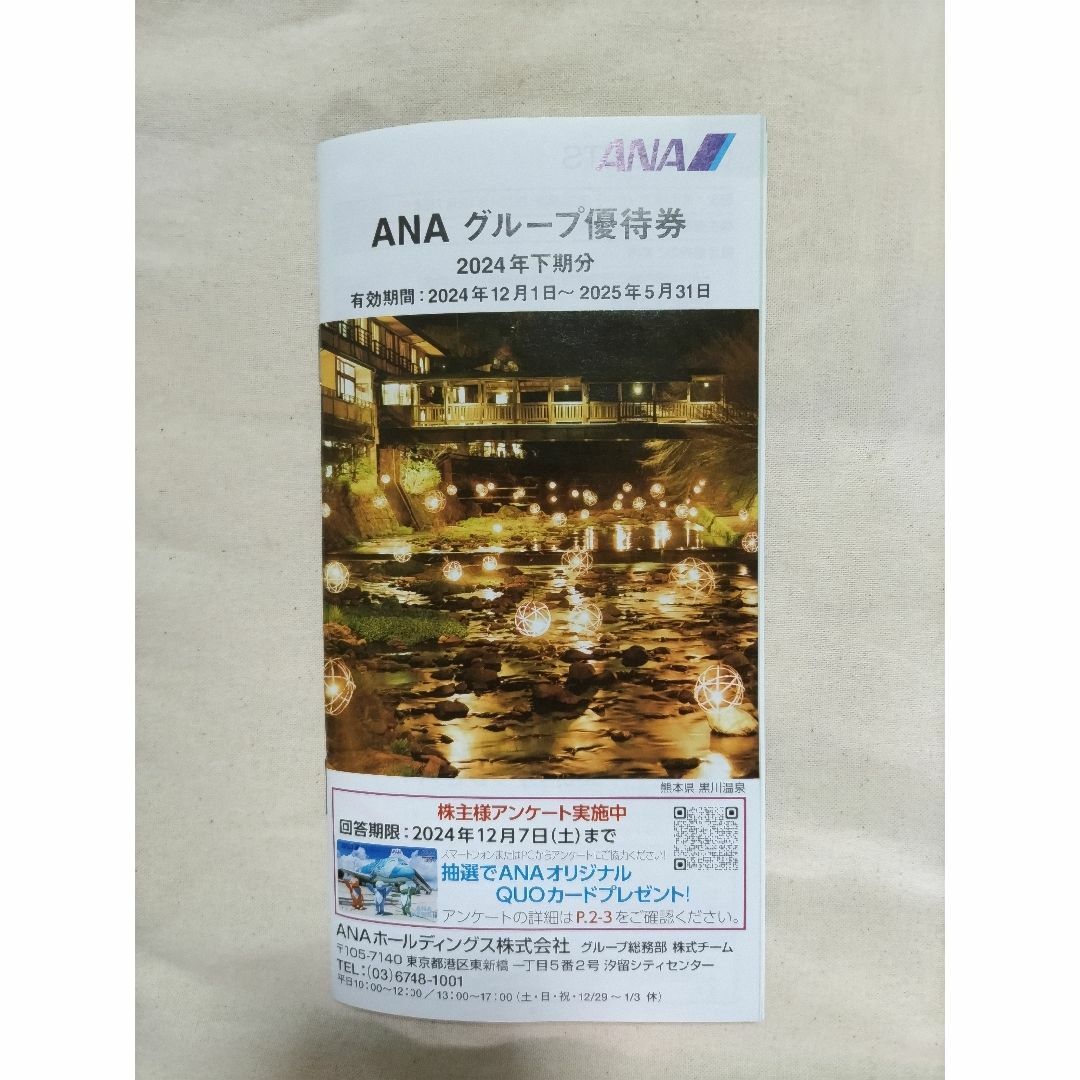 ANA
ANA グループ優待券
2024年下期分
有効期間：2024年12月1日～2025年5月31日
熊本県 黒川温泉
株主様アンケート実施中
回答期限：2024年12月7日(土)まで
スマートフォンまたはPCからアンケートにご協力ください!
抽選でANAオリジナル
QUOカードプレゼント!
アンケートの詳細はP.2-3をご確認ください。
ANAホールディングス株式会社 グループ総務部 株式チーム
〒105-7140 東京都港区東新橋一丁目5番2号 汐留シティセンター
TEL：(03)6748-1001
平日10：00～12：00／13：00～17：00(土・日・祝・12/29～1/3 休)